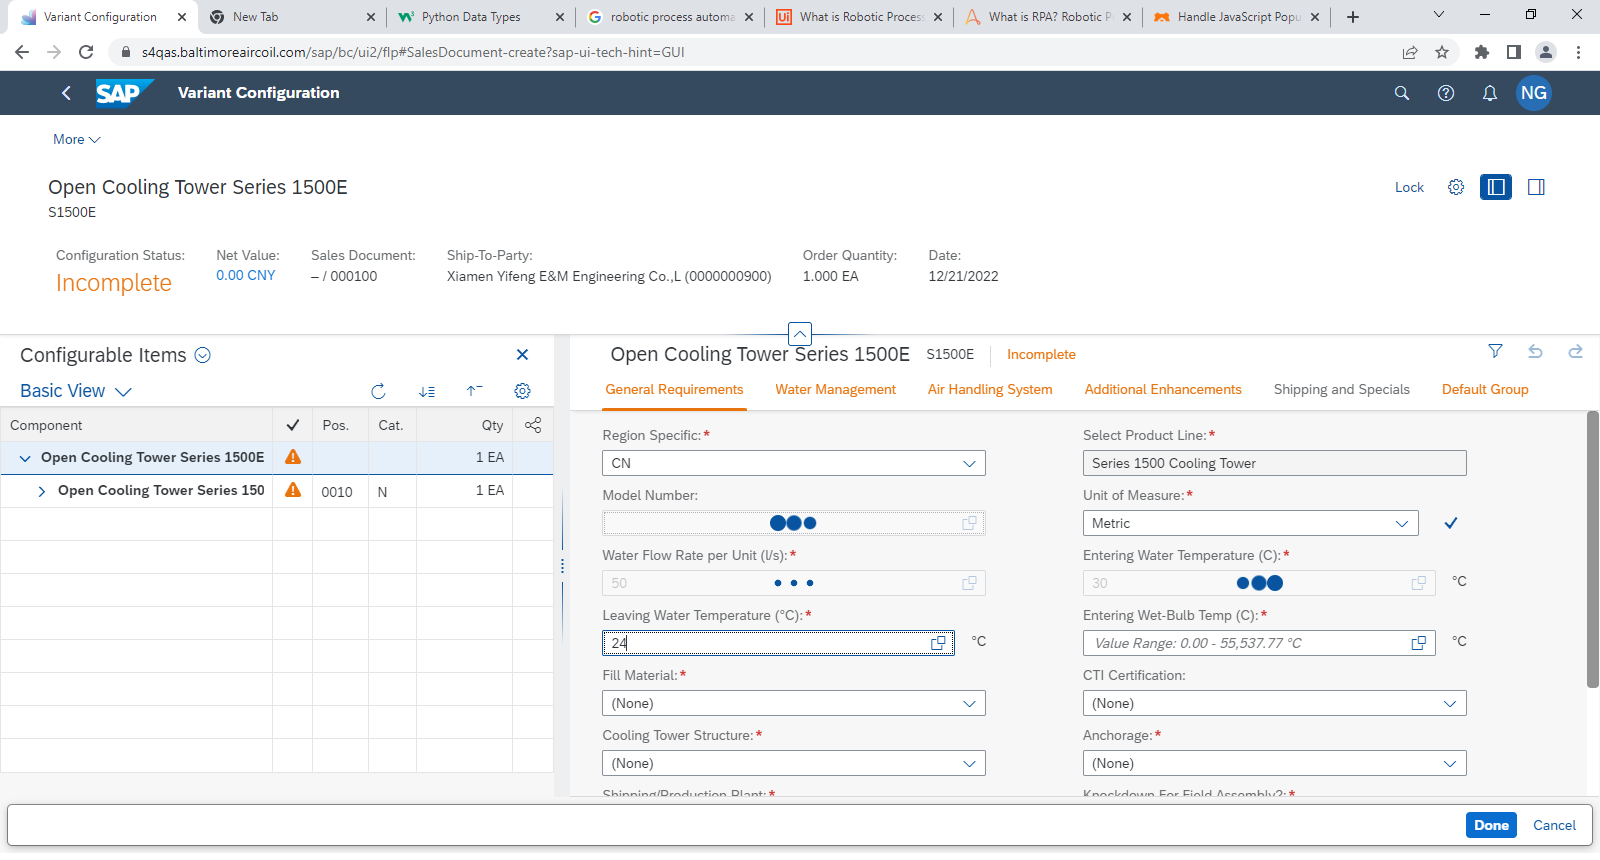 Variant Configuration
New Tab
Python Data Types
robotic process automa
What is Robotic Proces
What is RPA? Robotic P
Handle JavaScript Popu
s4qas.baltimoreaircoil.com/sap/bc/ui2/flp#SalesDocument-create?sap-ui-tech-hint=GUI
SAP
Variant Configuration
NG
More
Open Cooling Tower Series 1500E
Lock
S1500E
Configuration Status:
Net Value:
Sales Document:
Ship-To-Party:
Order Quantity:
Date:
Incomplete
0.00 CNY
– / 000100
Xiamen Yifeng E&M Engineering Co.,L (0000000900)
1.000 EA
12/21/2022
Configurable Items
Basic View
Component
Pos.
Cat.
Qty
Open Cooling Tower Series 1500E
1 EA
Open Cooling Tower Series 150
0010
N
1 EA
Open Cooling Tower Series 1500E
S1500E
Incomplete
General Requirements
Water Management
Air Handling System
Additional Enhancements
Shipping and Specials
Default Group
Region Specific:*
Select Product Line:*
CN
Series 1500 Cooling Tower
Model Number:
Unit of Measure:*
Metric
Water Flow Rate per Unit (l/s):*
Entering Water Temperature (C):*
50
30
°C
Leaving Water Temperature (°C):*
Entering Wet-Bulb Temp (C):*
24
°C
Value Range: 0.00 - 55,537.77 °C
°C
Fill Material:*
CTI Certification:
(None)
(None)
Cooling Tower Structure:*
Anchorage:*
(None)
(None)
Shipping/Production Plant:*
Knockdown For Field Assembly?:*
Done
Cancel